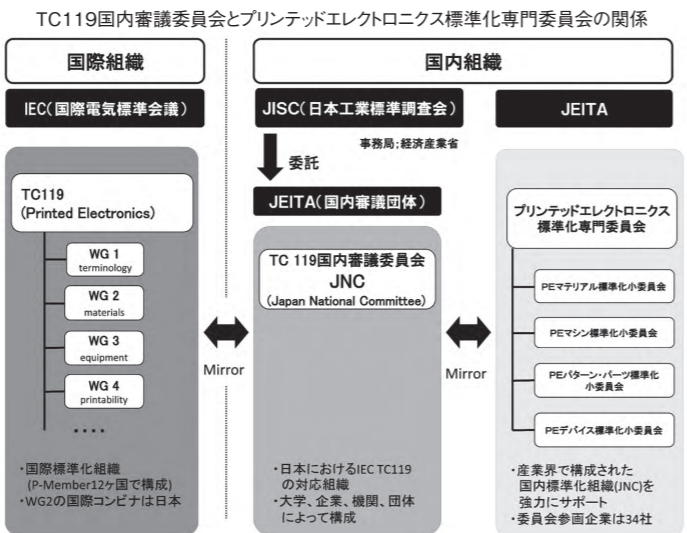 TC119国内審議委員会とプリンテッドエレクトロニクス標準化専門委員会の関係
国際組織
国内組織
IEC(国際電気標準会議)
JISC(日本工業標準調査会)
JEITA
事務局;経済産業省
委託
JEITA(国内審議団体)
TC119
(Printed Electronics)
WG 1
terminology
WG 2
materials
WG 3
equipment
WG 4
printability
・・・・
・国際標準化組織
(P-Member12ヶ国で構成)
・WG2の国際コンビナは日本
Mirror
TC 119国内審議委員会
JNC
(Japan National Committee)
・日本におけるIEC TC119
の対応組織
・大学、企業、機関、団体
によって構成
Mirror
プリンテッドエレクトロニクス
標準化専門委員会
PEマテリアル標準化小委員会
PEマシン標準化小委員会
PEパターン・パーツ標準化
小委員会
PEデバイス標準化小委員会
・産業界で構成された
国内標準化組織(JNC)を
強力にサポート
・委員会参画企業は34社